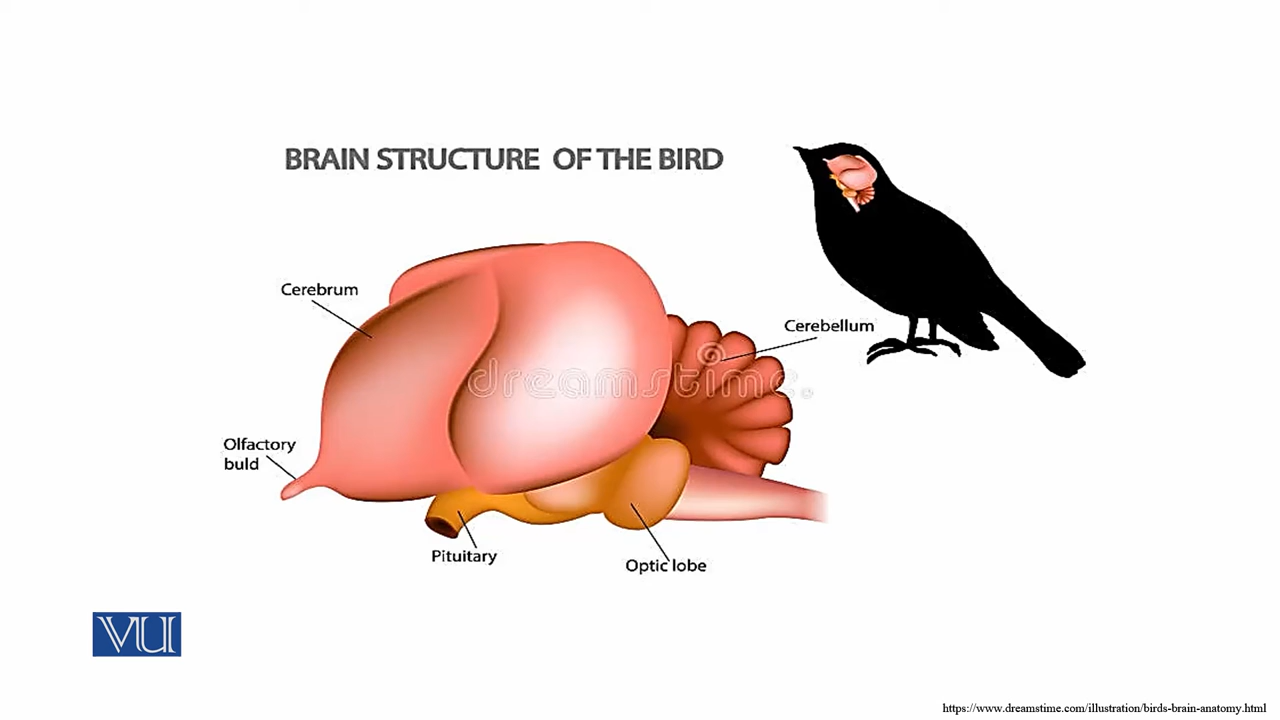 BRAIN STRUCTURE OF THE BIRD
Cerebrum
Cerebellum
dreamstime.
Olfactory
buld
Pituitary
Optic lobe
VU
https://www.dreamstime.com/illustration/birds-brain-anatomy.html